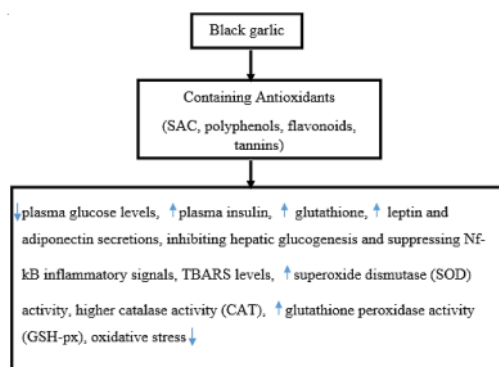 Black garlic
Containing Antioxidants
(SAC, polyphenols, flavonoids,
tannins)
↓plasma glucose levels, ↑plasma insulin, ↑ glutathione, ↑ leptin and
adiponectin secretions, inhibiting hepatic glucogenesis and suppressing Nf-
kB inflammatory signals, TBARS levels, ↑superoxide dismutase (SOD)
activity, higher catalase activity (CAT), ↑glutathione peroxidase activity
(GSH-px), oxidative stress↓